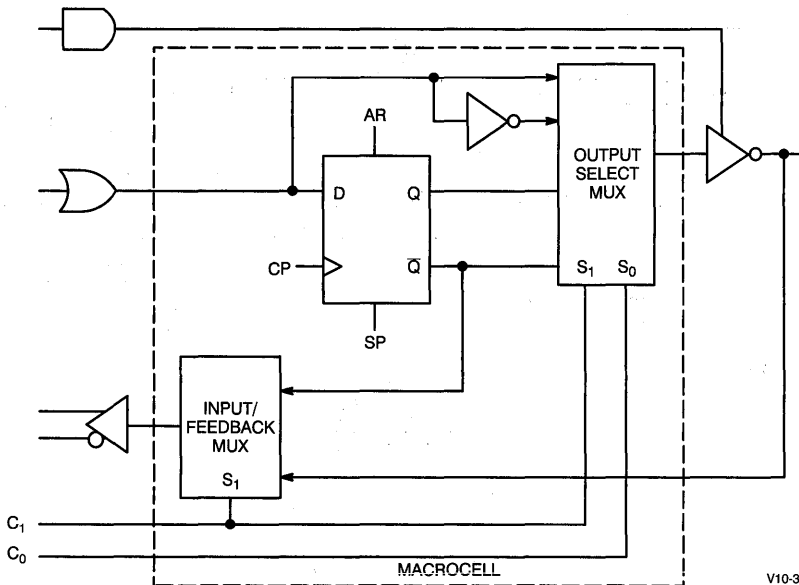 AR
OUTPUT
SELECT
MUX
D Q
CP Q̅ S₁ S₀
SP
INPUT/
FEEDBACK
MUX
S₁
C₁
C₀
MACROCELL
V10-3